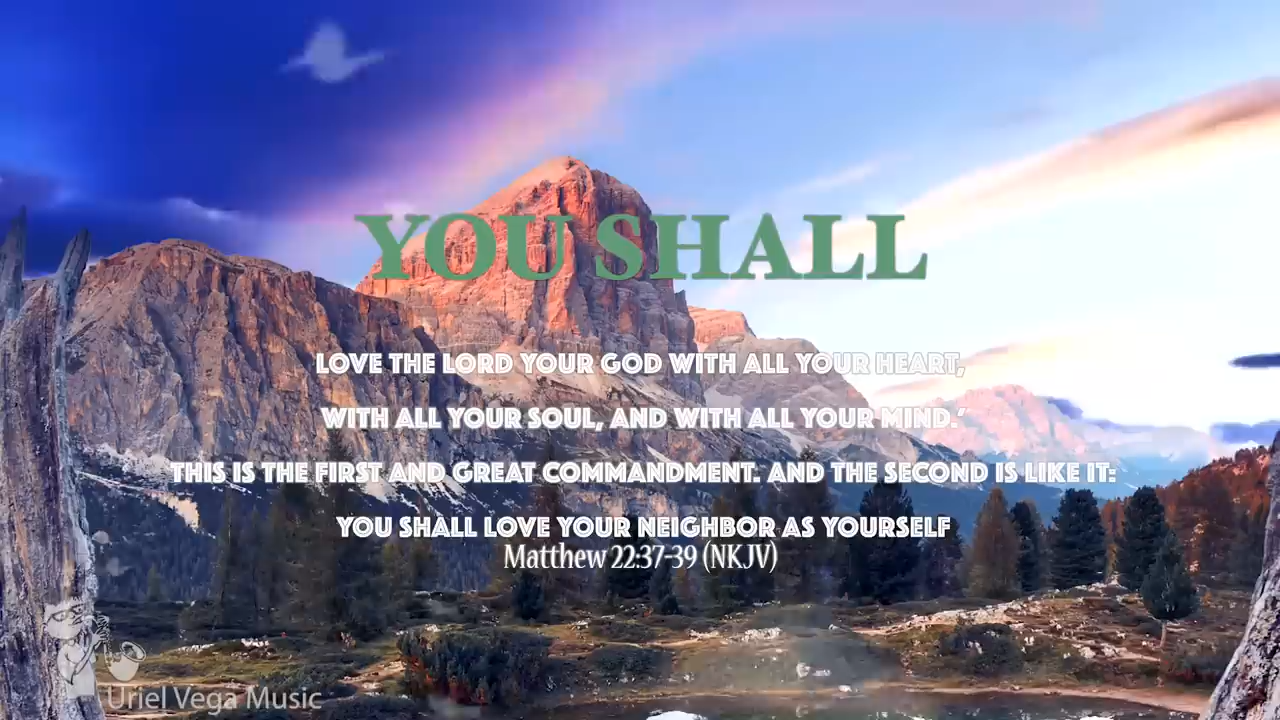 YOU SHALL
LOVE THE LORD YOUR GOD WITH ALL YOUR HEART,
WITH ALL YOUR SOUL, AND WITH ALL YOUR MIND.’
THIS IS THE FIRST AND GREAT COMMANDMENT. AND THE SECOND IS LIKE IT:
YOU SHALL LOVE YOUR NEIGHBOR AS YOURSELF
Matthew 22:37-39 (NKJV)
Uriel Vega Music